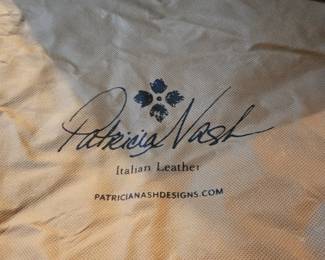 Patricia Nash
Italian Leather
PATRICIANASHDESIGNS.COM